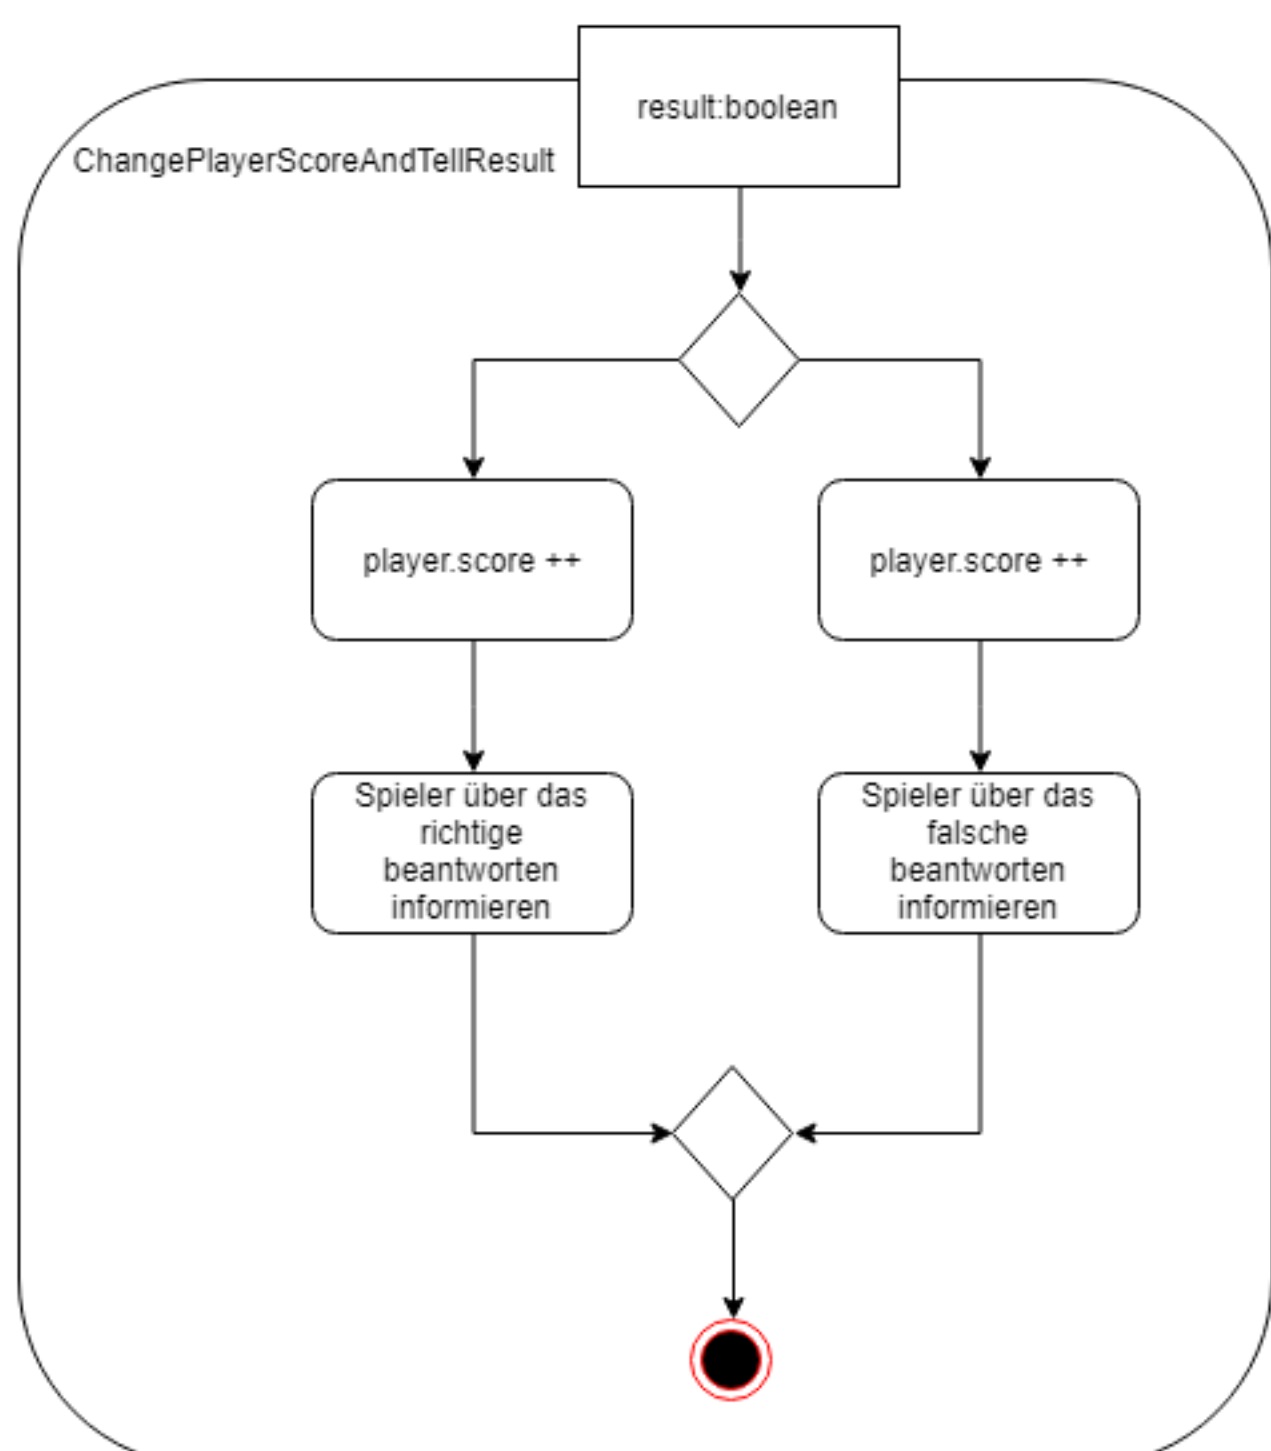 result:boolean
ChangePlayerScoreAndTellResult
player.score ++
player.score ++
Spieler über das
richtige
beantworten
informieren
Spieler über das
falsche
beantworten
informieren